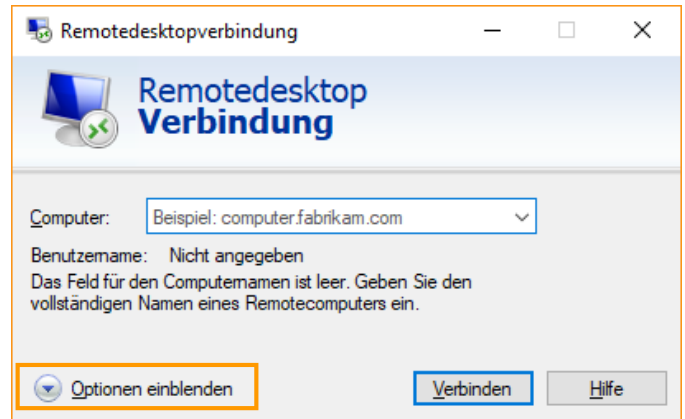 Remotedesktopverbindung
Remotedesktop
Verbindung
Computer: Beispiel: computer.fabrikam.com
Benutzername: Nicht angegeben
Das Feld für den Computernamen ist leer. Geben Sie den
vollständigen Namen eines Remotecomputers ein.
Optionen einblenden Verbinden Hilfe